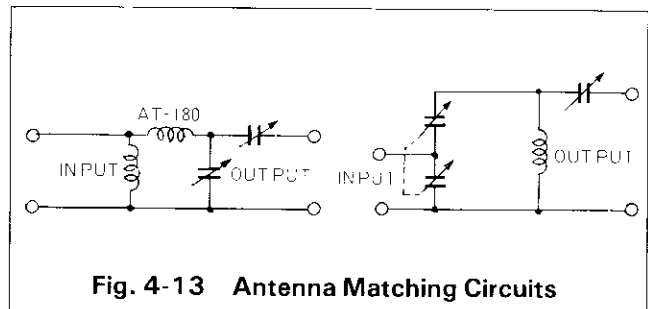 AT-180
INPUT
OUTPUT
INPUT
OUTPUT
Fig. 4-13 Antenna Matching Circuits